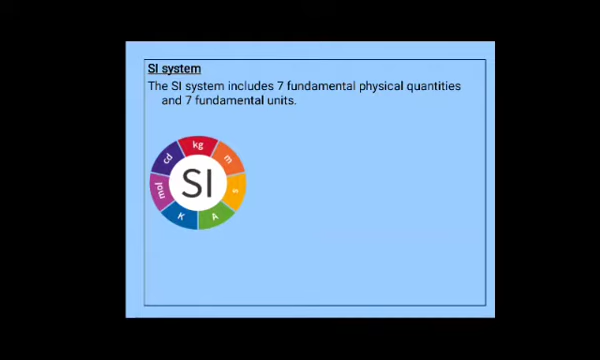 SI system
The SI system includes 7 fundamental physical quantities
and 7 fundamental units.
kg
cd
m
mol
SI
s
K
A